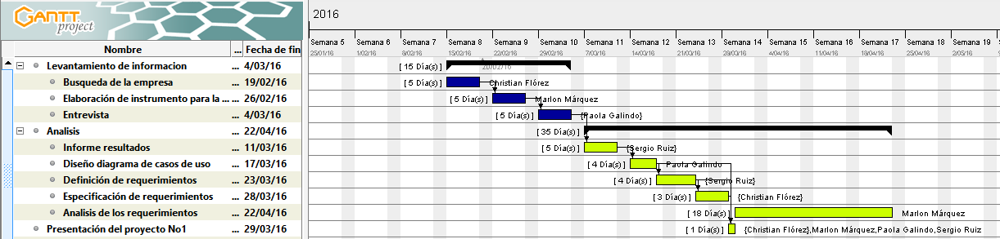 GANTT
project
2016
Semana 5 Semana 6 Semana 7 Semana 8 Semana 9 Semana 10 Semana 11 Semana 12 Semana 13 Semana 14 Semana 15 Semana 16 Semana 17 Semana 18 Semana 19 S
Nombre ... Fecha de fin 25/01/16 1/02/16 8/02/16 15/02/16 22/02/16 29/02/16 7/03/16 14/03/16 21/03/16 28/03/16 4/04/16 11/04/16 18/04/16 25/04/16 2/05/16 9/05/16
Levantamiento de informacion ... 4/03/16 [ 15 Día(s) ] 20/02/16
Busqueda de la empresa ... 19/02/16 [ 5 Día(s) ] Christian Flórez
Elaboración de instrumento para la ... ... 26/02/16 [ 5 Día(s) ] Marlon Márquez
Entrevista ... 4/03/16 [ 5 Día(s) ] {Paola Galindo}
Analisis ... 22/04/16 [ 35 Día(s) ]
Informe resultados ... 11/03/16 [ 5 Día(s) ] {Sergio Ruiz}
Diseño diagrama de casos de uso ... 17/03/16 [ 4 Día(s) ] Paola Galindo
Definición de requerimientos ... 23/03/16 [ 4 Día(s) ] {Sergio Ruiz}
Especificación de requerimientos ... 28/03/16 [ 3 Día(s) ] {Christian Flórez}
Analisis de los requerimientos ... 22/04/16 [ 18 Día(s) ] Marlon Márquez
Presentación del proyecto No1 ... 29/03/16 [ 1 Día(s) ] {Christian Flórez},Marlon Márquez,Paola Galindo,Sergio Ruiz